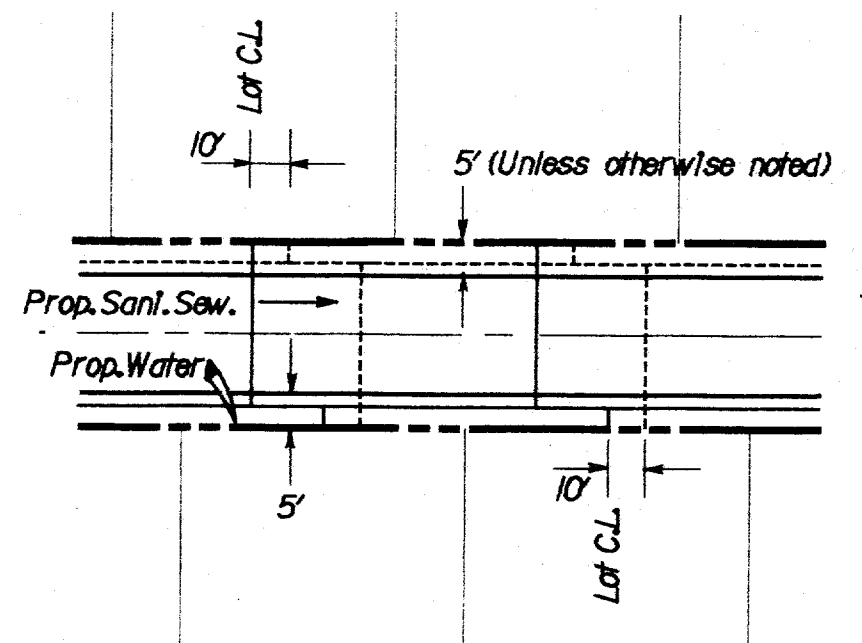 Lot C.L.
10'
5' (Unless otherwise noted)
Prop. Sani. Sew.
Prop. Water
5'
10'
Lot C.L.